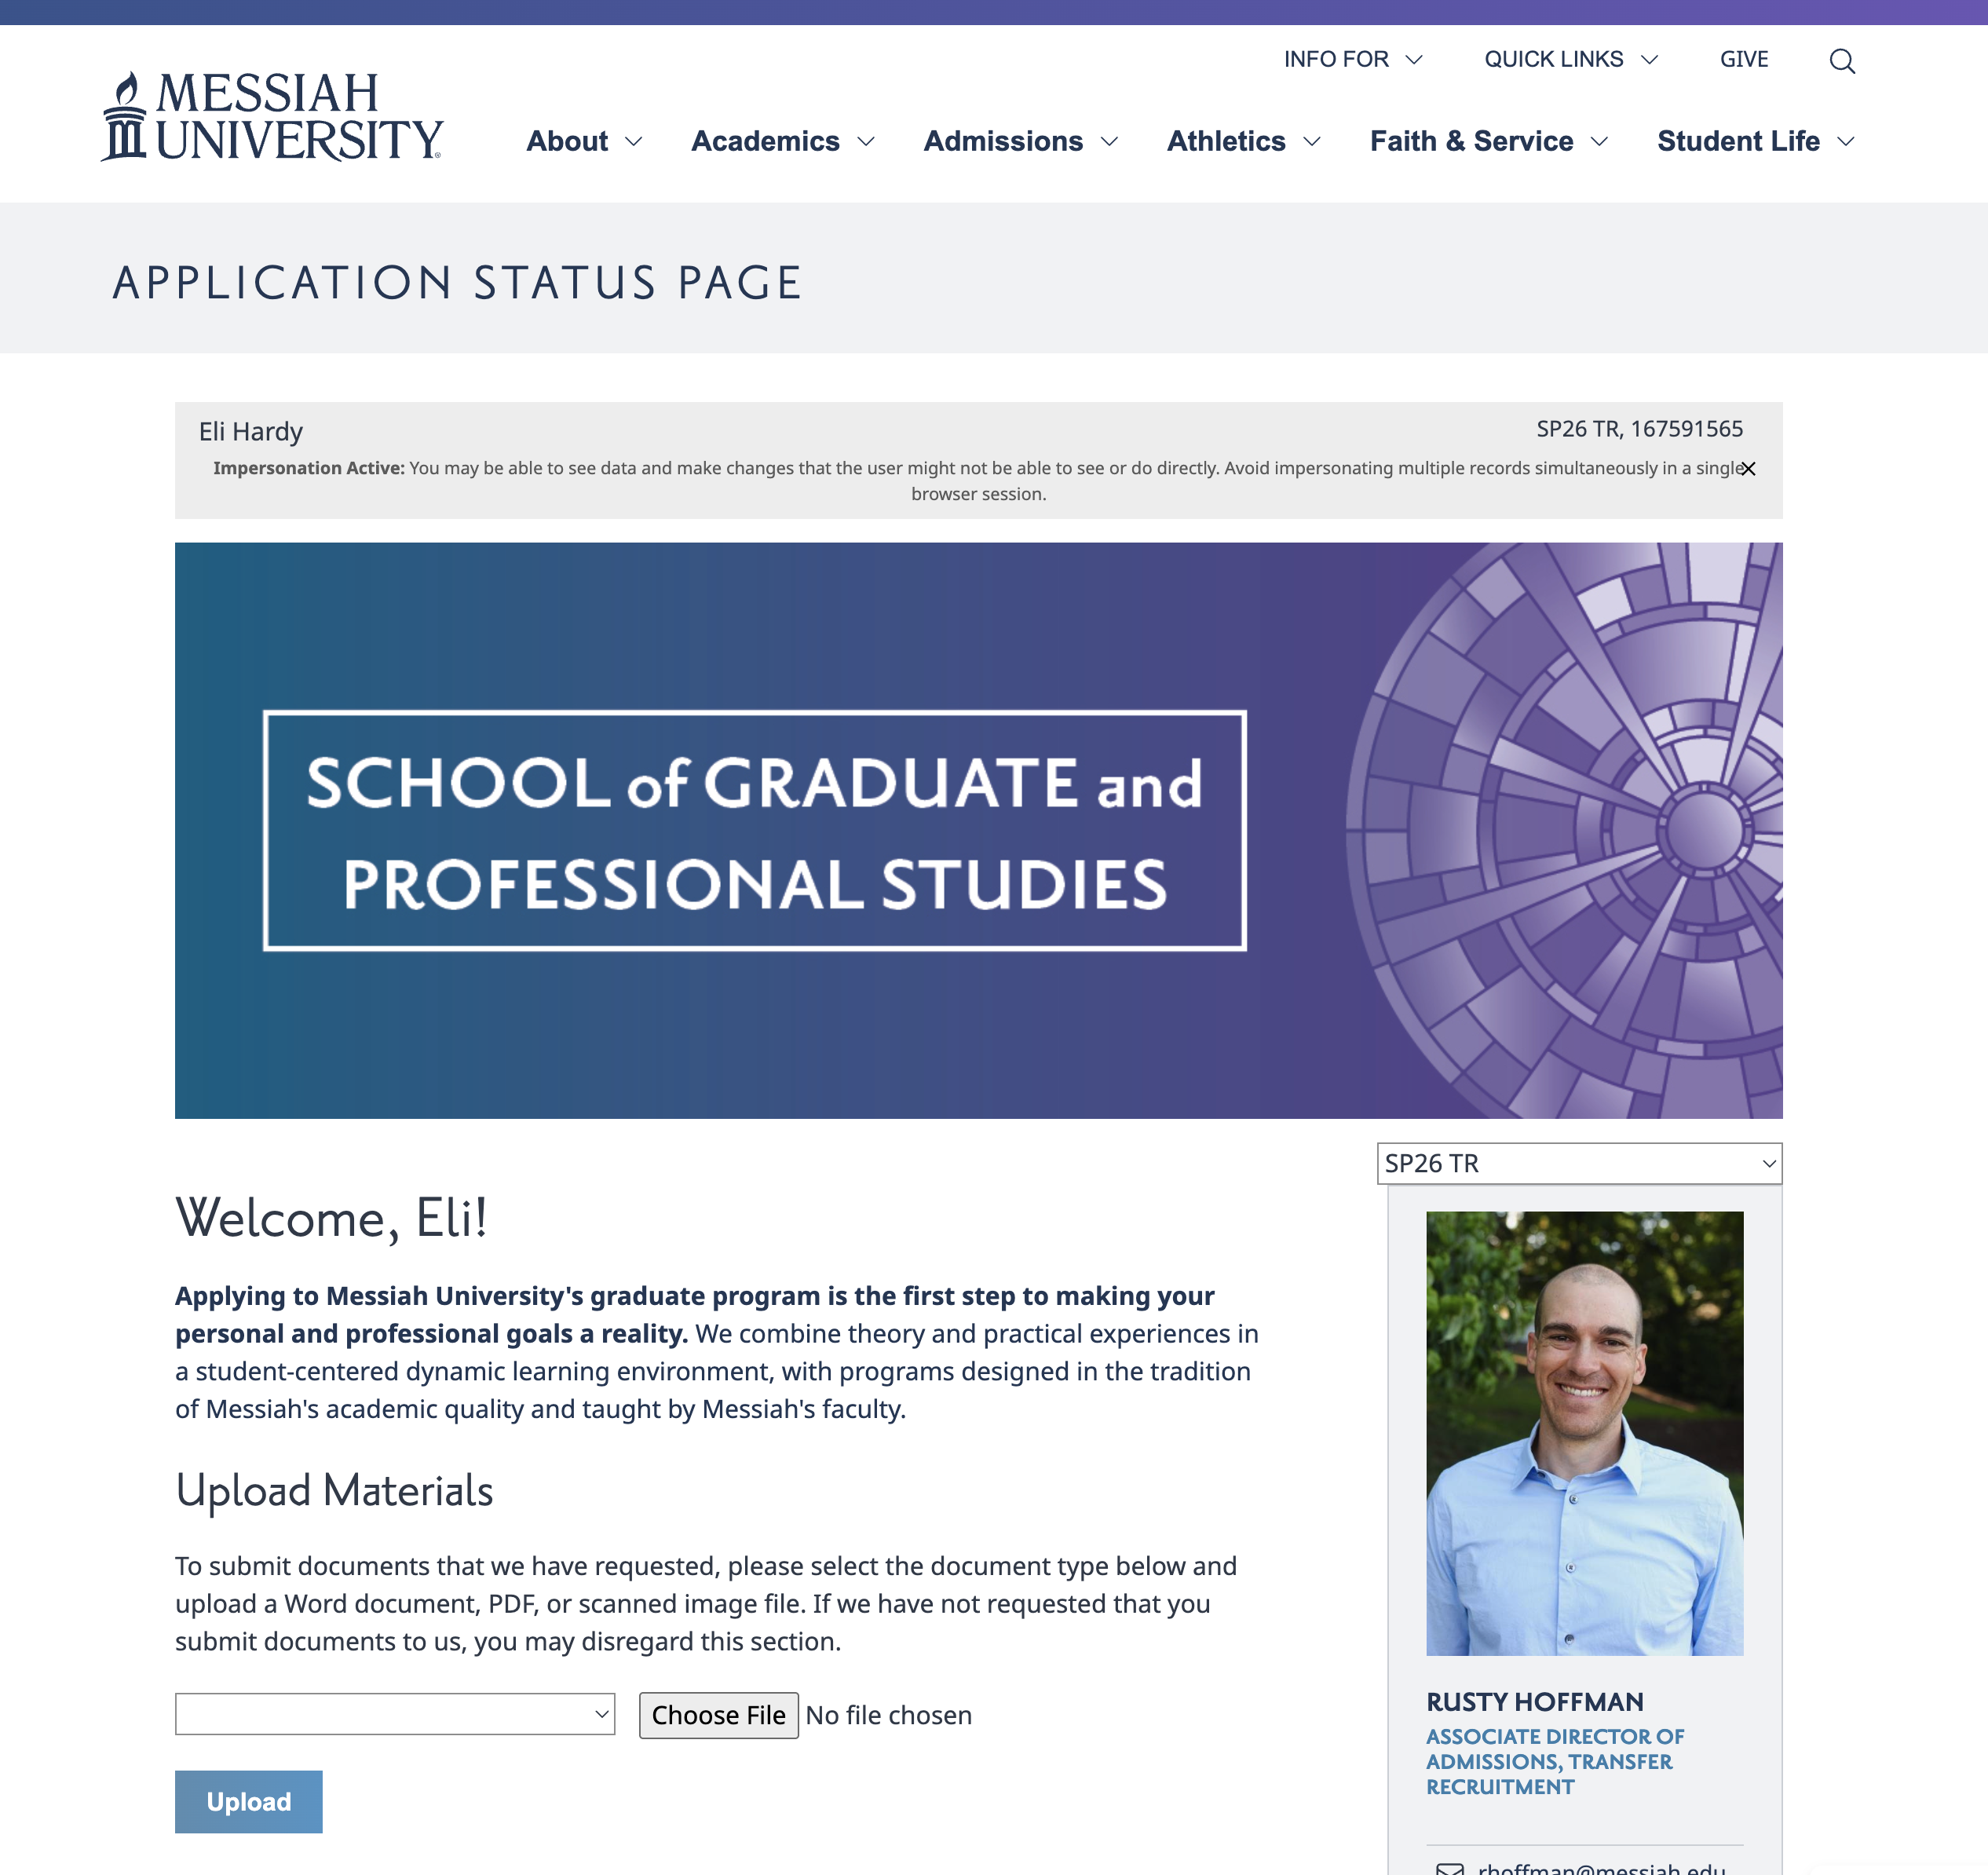 INFO FOR
QUICK LINKS
GIVE
MESSIAH
UNIVERSITY
About
Academics
Admissions
Athletics
Faith & Service
Student Life
APPLICATION STATUS PAGE
Eli Hardy
SP26 TR, 167591565
Impersonation Active: You may be able to see data and make changes that the user might not be able to see or do directly. Avoid impersonating multiple records simultaneously in a single
browser session.
SCHOOL of GRADUATE and
PROFESSIONAL STUDIES
SP26 TR
Welcome, Eli!
Applying to Messiah University's graduate program is the first step to making your
personal and professional goals a reality. We combine theory and practical experiences in
a student-centered dynamic learning environment, with programs designed in the tradition
of Messiah's academic quality and taught by Messiah's faculty.
Upload Materials
To submit documents that we have requested, please select the document type below and
upload a Word document, PDF, or scanned image file. If we have not requested that you
submit documents to us, you may disregard this section.
Choose File No file chosen
Upload
RUSTY HOFFMAN
ASSOCIATE DIRECTOR OF
ADMISSIONS, TRANSFER
RECRUITMENT
rhoffman@messiah.edu